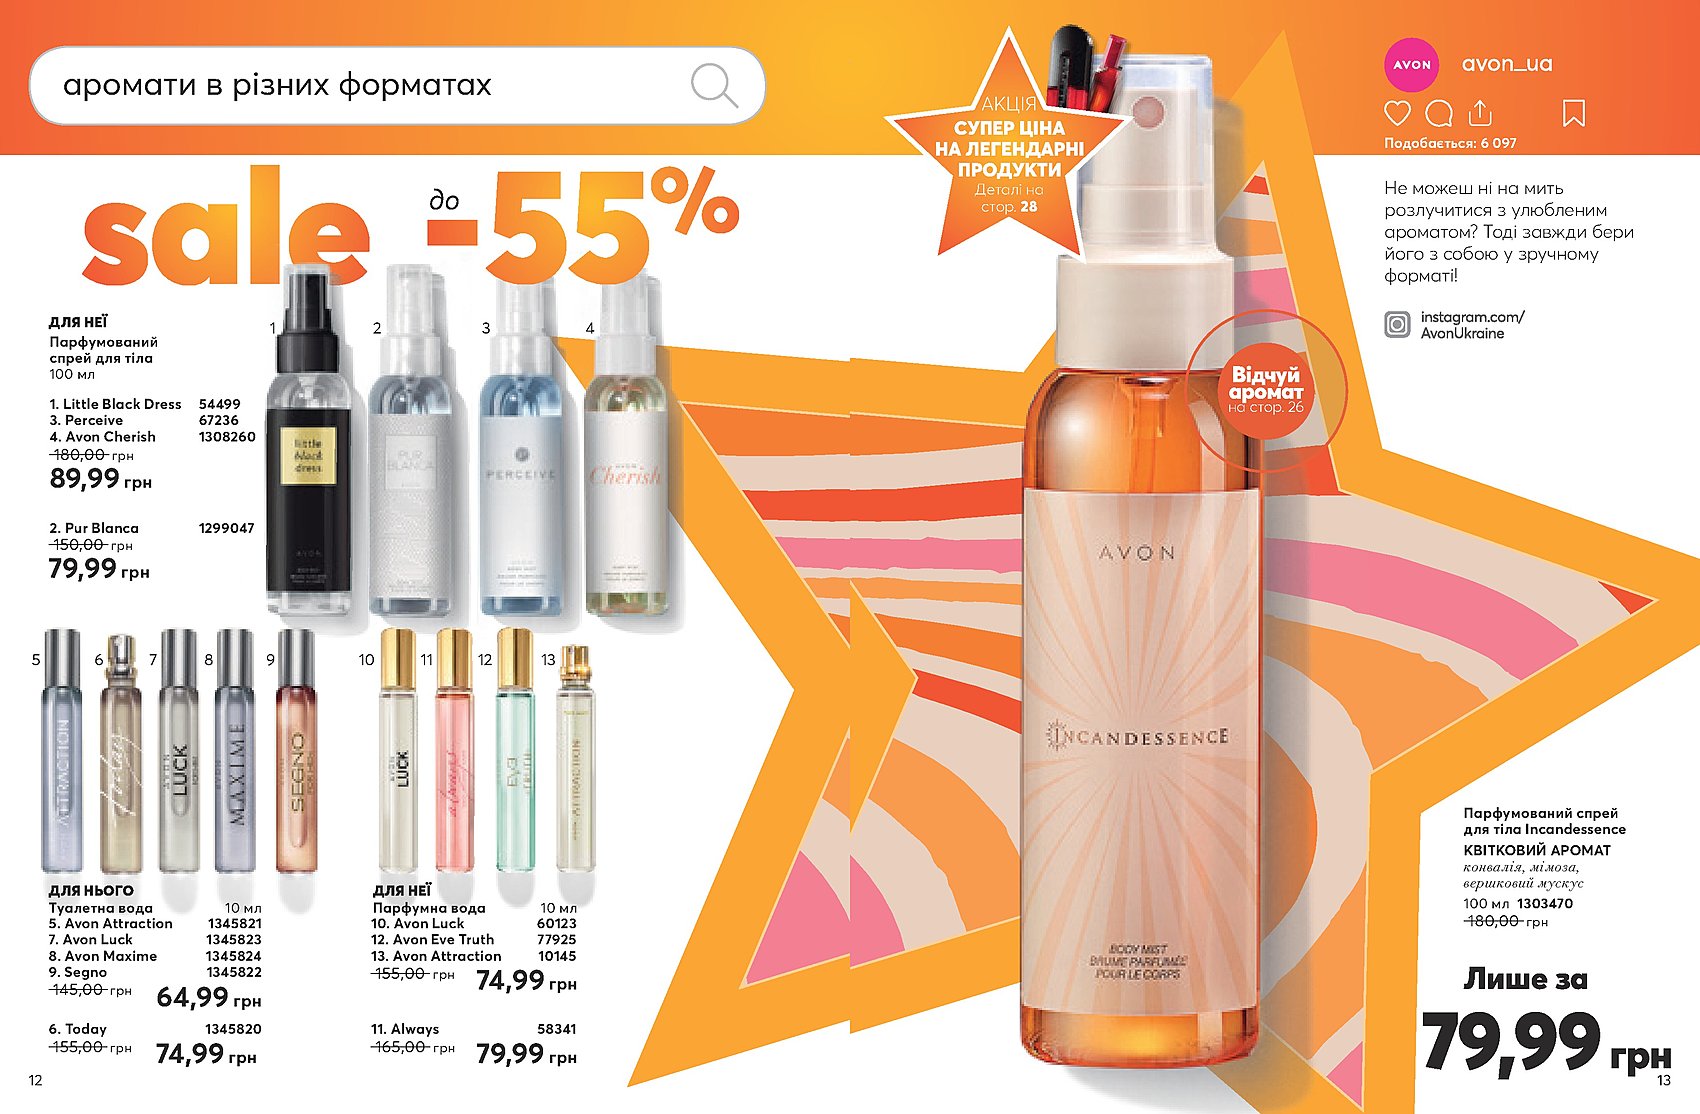 аромати в різних форматах
sale до -55%
ДЛЯ НЕЇ
Парфумований
спрей для тіла
100 мл
1. Little Black Dress 54499
3. Perceive 67236
4. Avon Cherish 1308260
180,00 грн
89,99 грн
2. Pur Blanca 1299047
150,00 грн
79,99 грн
1
2
3
4
little
black
dress
AVON
PUR
BLANCA
PERCEIVE
Cherish
5
6
7
8
9
10
11
12
13
ATTRACTION
today
AVON
LUCK
MAXIME
SEGNO
LUCK
always
eve
truth
ATTRACTION
ДЛЯ НЬОГО
Туалетна вода 10 мл
5. Avon Attraction 1345821
7. Avon Luck 1345823
8. Avon Maxime 1345824
9. Segno 1345822
145,00 грн
64,99 грн
6. Today 1345820
155,00 грн
74,99 грн
ДЛЯ НЕЇ
Парфумна вода 10 мл
10. Avon Luck 60123
12. Avon Eve Truth 77925
13. Avon Attraction 10145
155,00 грн
74,99 грн
11. Always 58341
165,00 грн
79,99 грн
12
АКЦІЯ
СУПЕР ЦІНА
НА ЛЕГЕНДАРНІ
ПРОДУКТИ
Деталі на
стор. 28
AVON
avon_ua
Подобається: 6 097
Не можеш ні на мить
розлучитися з улюбленим
ароматом? Тоді завжди бери
його з собою у зручному
форматі!
instagram.com/
AvonUkraine
Відчуй
аромат
на стор. 26
AVON
INCANDESSENCE
BODY MIST
BRUME PARFUMÉE
POUR LE CORPS
Парфумований спрей
для тіла Incandessence
КВІТКОВИЙ АРОМАТ
конвалія, мімоза,
вершковий мускус
100 мл 1303470
180,00 грн
Лише за
79,99 грн
13